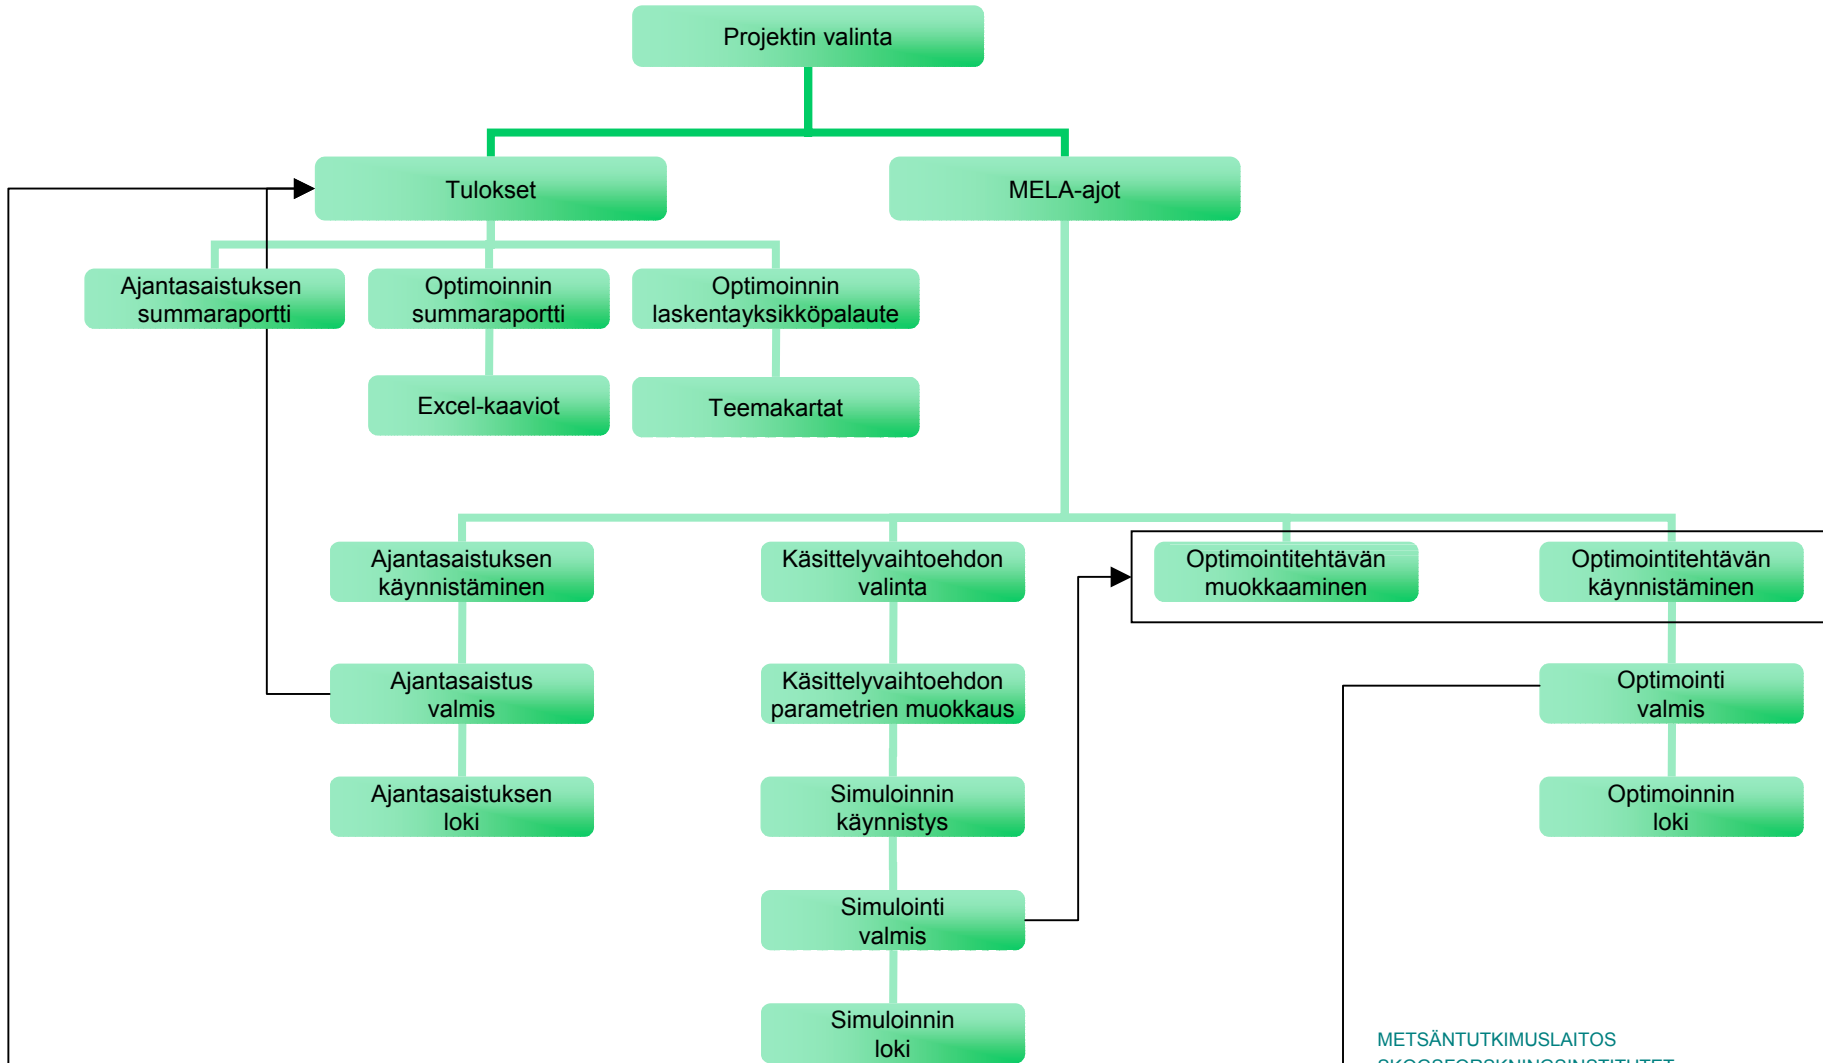 Projektin valinta
Tulokset
MELA-ajot
Ajantasaistuksen
summaraportti
Optimoinnin
summaraportti
Optimoinnin
laskentayksikköpalaute
Excel-kaaviot
Teemakartat
Ajantasaistuksen
käynnistäminen
Käsittelyvaihtoehdon
valinta
Optimointitehtävän
muokkaaminen
Optimointitehtävän
käynnistäminen
Ajantasaistus
valmis
Käsittelyvaihtoehdon
parametrien muokkaus
Optimointi
valmis
Ajantasaistuksen
loki
Simuloinnin
käynnistys
Optimoinnin
loki
Simulointi
valmis
Simuloinnin
loki
METSÄNTUTKIMUSLAITOS
SKOGSFORSKNINGSINSTITUTET